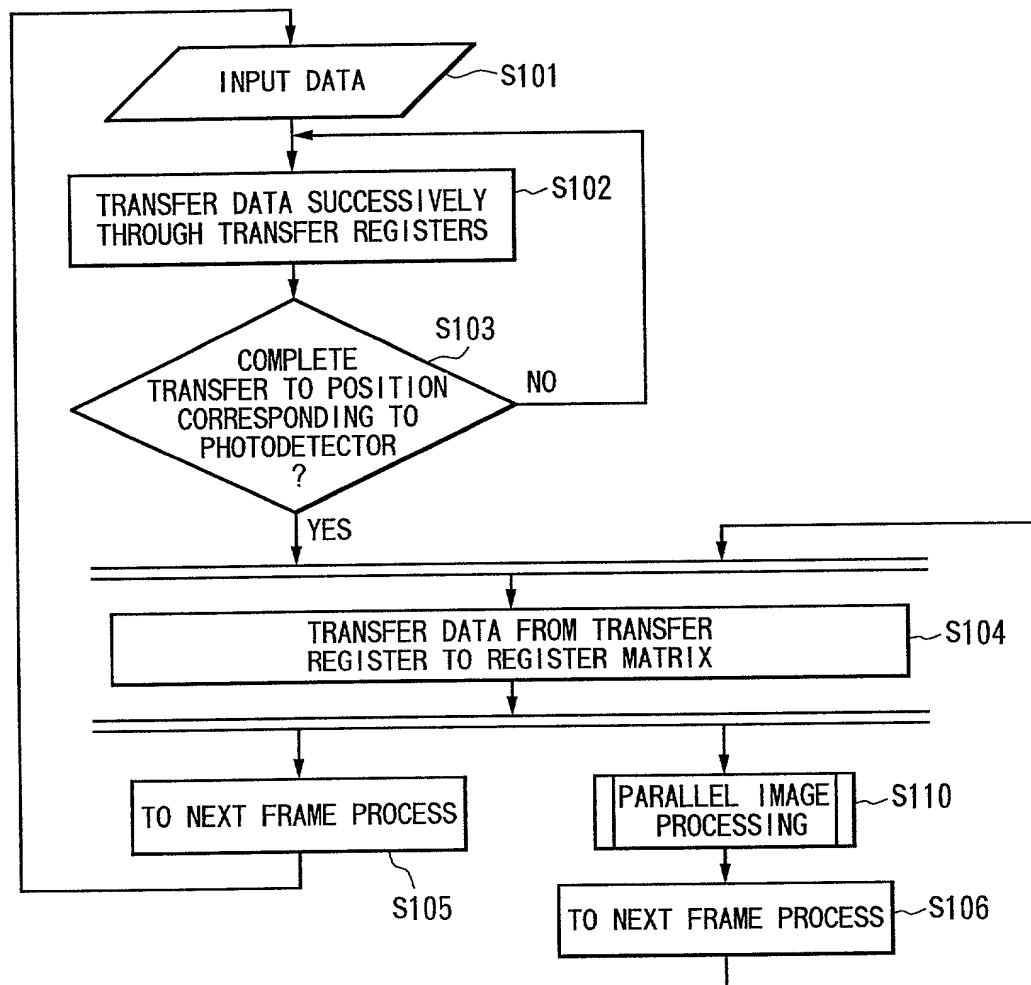 INPUT DATA
S101
TRANSFER DATA SUCCESSIVELY
THROUGH TRANSFER REGISTERS
S102
S103
COMPLETE
TRANSFER TO POSITION
CORRESPONDING TO
PHOTODETECTOR
?
NO
YES
TRANSFER DATA FROM TRANSFER
REGISTER TO REGISTER MATRIX
S104
TO NEXT FRAME PROCESS
S105
PARALLEL IMAGE
PROCESSING
S110
TO NEXT FRAME PROCESS
S106